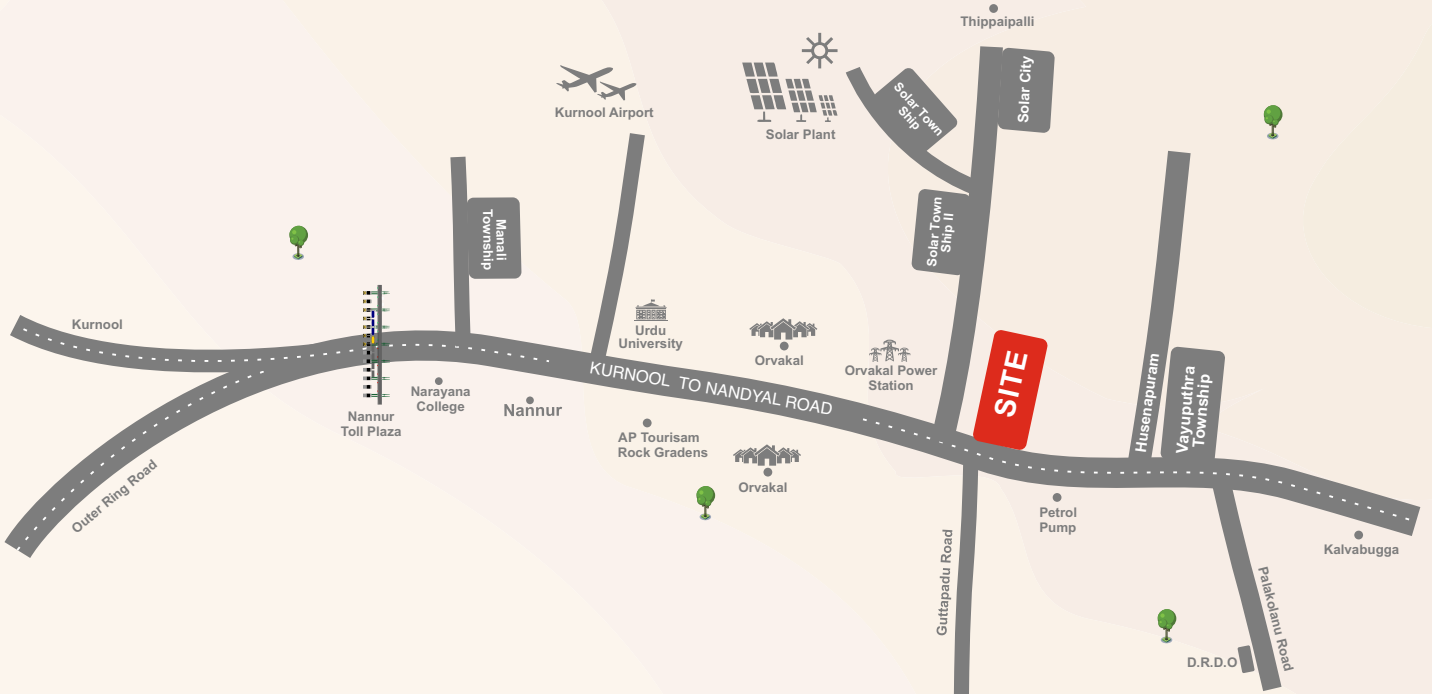 Thippaipalli
Solar City
Solar Town
Ship
Kurnool Airport
Solar Plant
Manali
Township
Solar Town
Ship II
Kurnool
Urdu
University
Orvakal
Orvakal Power
Station
SITE
Husenapuram
Vayuputhra
Township
KURNOOL TO NANDYAL ROAD
Nannur
Toll Plaza
Narayana
College
Nannur
AP Tourisam
Rock Gradens
Orvakal
Outer Ring Road
Petrol
Pump
Kalvabugga
Guttapadu Road
Palakolanu Road
D.R.D.O